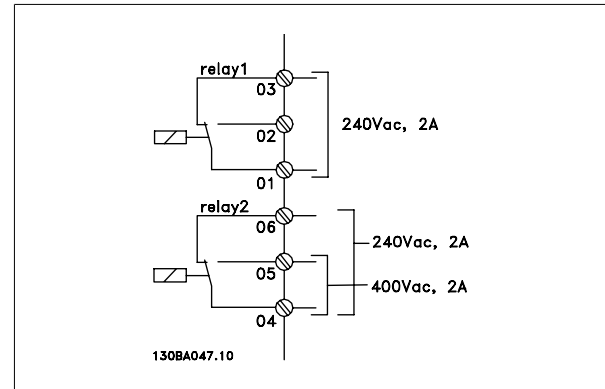 relay1
03
02
240Vac, 2A
01
relay2
06
240Vac, 2A
05
400Vac, 2A
04
130BA047.10